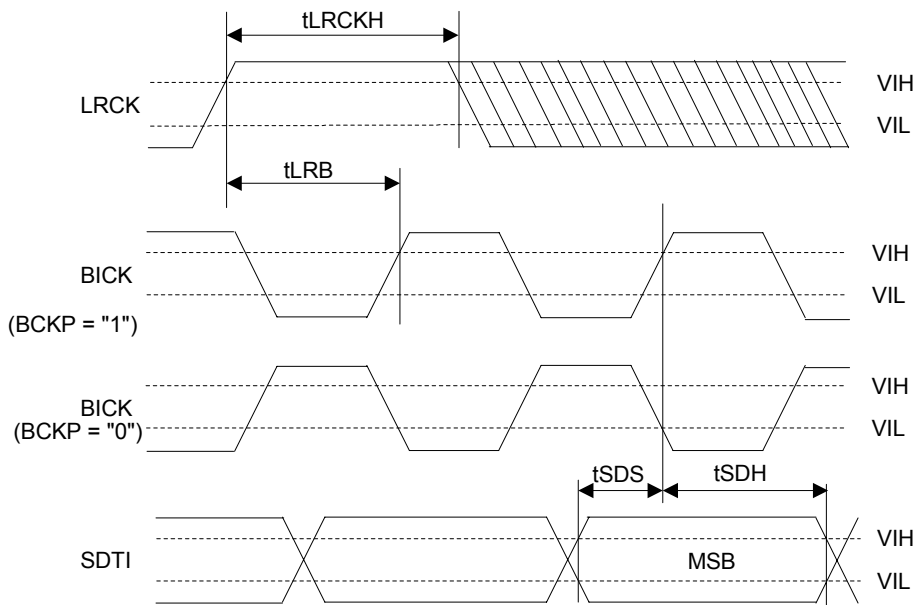 tLRCKH
LRCK
VIH
VIL
tLRB
BICK
(BCKP = "1")
VIH
VIL
BICK
(BCKP = "0")
VIH
VIL
tSDS
tSDH
SDTI
MSB
VIH
VIL